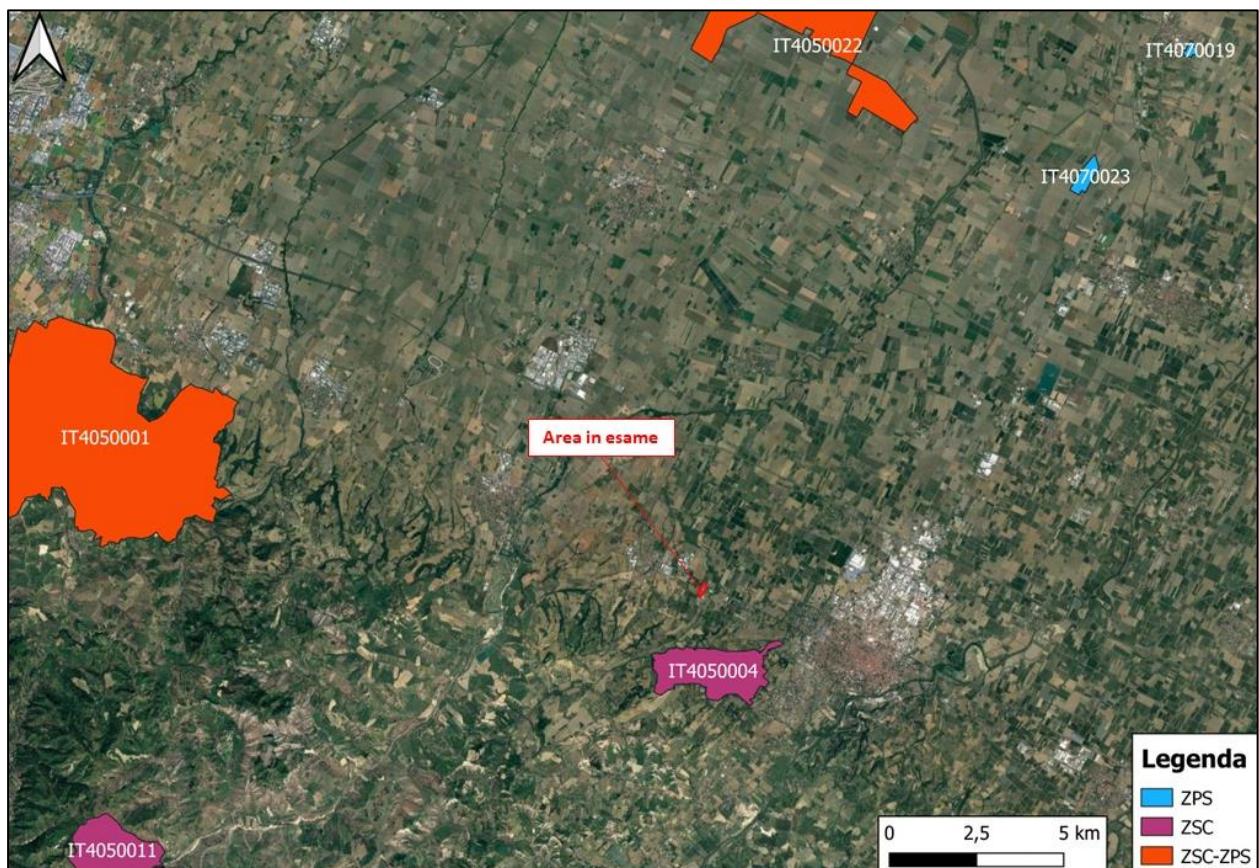 IT4050022
IT4070019
IT4070023
IT4050001
Area in esame
IT4050004
IT4050011
Legenda
ZPS
ZSC
ZSC-ZPS
0 2,5 5 km